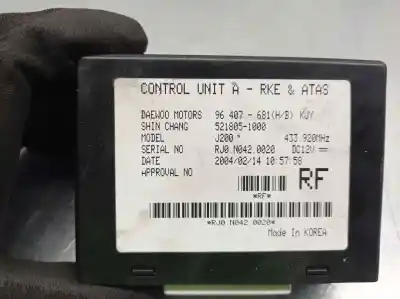 CONTROL UNIT A - RKE & ATAS
DAEWOO MOTORS 96 407 - 681(H/B) KUY
SHIN CHANG 521805-1000
MODEL J200 * 433.920MHz
SERIAL NO RJ0.N042.0020 DC12V
DATE 2004/02/14 10:57:58
APPROVAL NO RF
*RF*
*RJ0.N042 0020*
Made In KOREA